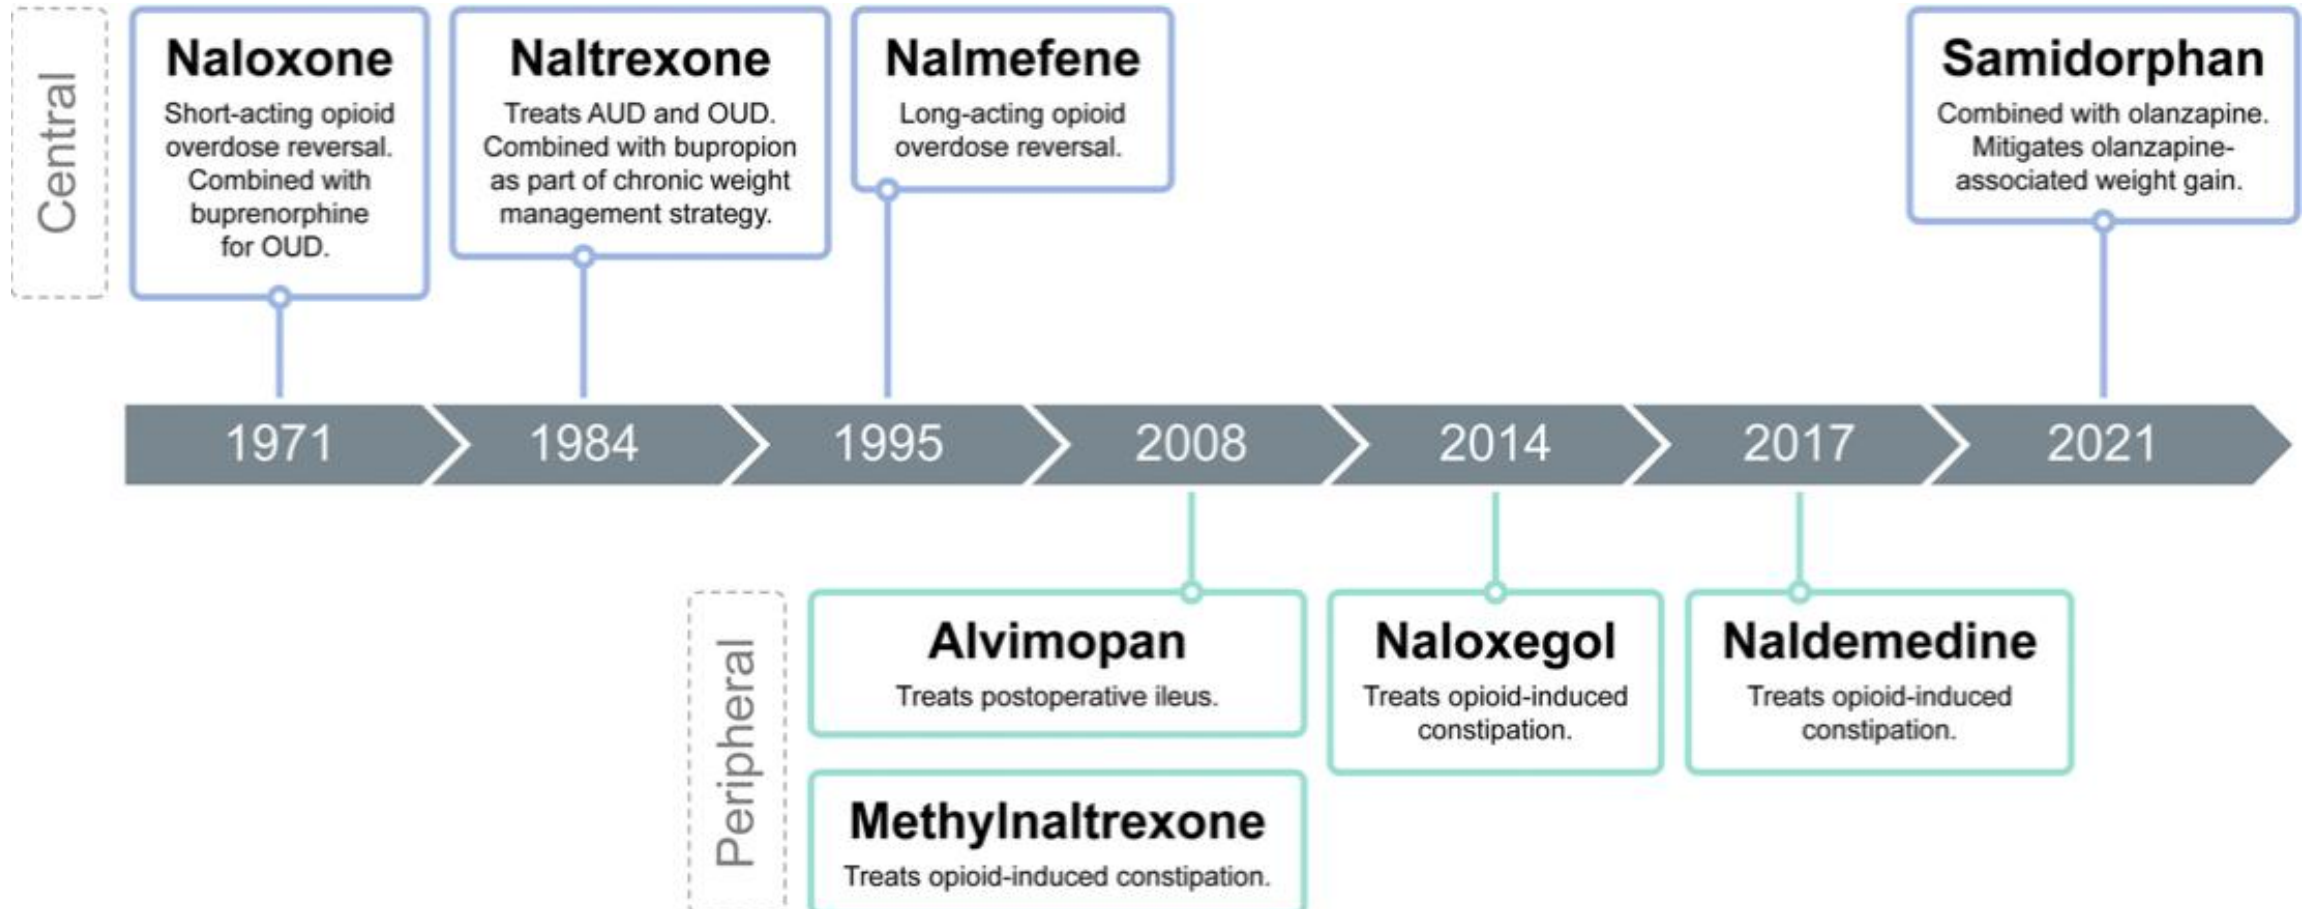 Central
Naloxone
Short-acting opioid
overdose reversal.
Combined with
buprenorphine
for OUD.
Naltrexone
Treats AUD and OUD.
Combined with bupropion
as part of chronic weight
management strategy.
Nalmefene
Long-acting opioid
overdose reversal.
Samidorphan
Combined with olanzapine.
Mitigates olanzapine-
associated weight gain.
1971
1984
1995
2008
2014
2017
2021
Peripheral
Alvimopan
Treats postoperative ileus.
Methylnaltrexone
Treats opioid-induced constipation.
Naloxegol
Treats opioid-induced
constipation.
Naldemedine
Treats opioid-induced
constipation.